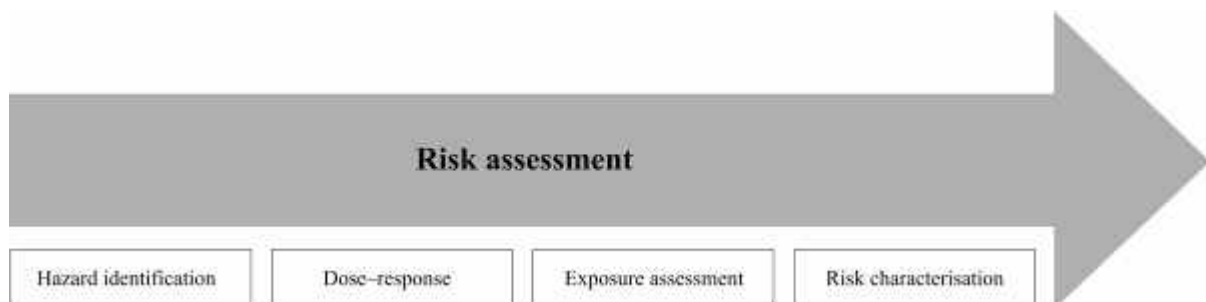 Risk assessment
Hazard identification
Dose–response
Exposure assessment
Risk characterisation